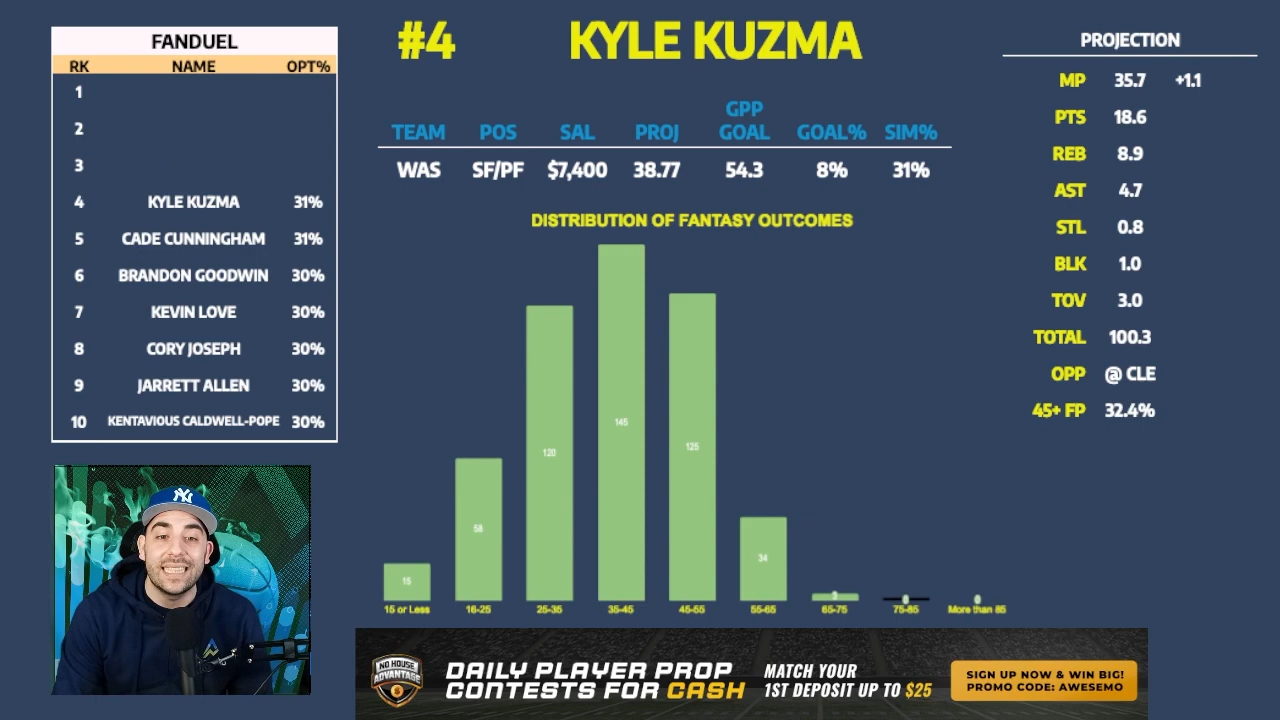 FANDUEL
RK NAME OPT%
1
2
3
4 KYLE KUZMA 31%
5 CADE CUNNINGHAM 31%
6 BRANDON GOODWIN 30%
7 KEVIN LOVE 30%
8 CORY JOSEPH 30%
9 JARRETT ALLEN 30%
10 KENTAVIOUS CALDWELL-POPE 30%
#4 KYLE KUZMA
TEAM POS SAL PROJ GPP GOAL GOAL% SIM%
WAS SF/PF $7,400 38.77 54.3 8% 31%
DISTRIBUTION OF FANTASY OUTCOMES
15 58 120 145 125 34 3 0 0
15 or Less 16-25 25-35 35-45 45-55 55-65 65-75 75-85 More than 85
PROJECTION
MP 35.7 +1.1
PTS 18.6
REB 8.9
AST 4.7
STL 0.8
BLK 1.0
TOV 3.0
TOTAL 100.3
OPP @ CLE
45+ FP 32.4%
NY
NO HOUSE
ADVANTAGE
DAILY PLAYER PROP
CONTESTS FOR CASH
MATCH YOUR
1ST DEPOSIT UP TO $25
SIGN UP NOW & WIN BIG!
PROMO CODE: AWESEMO